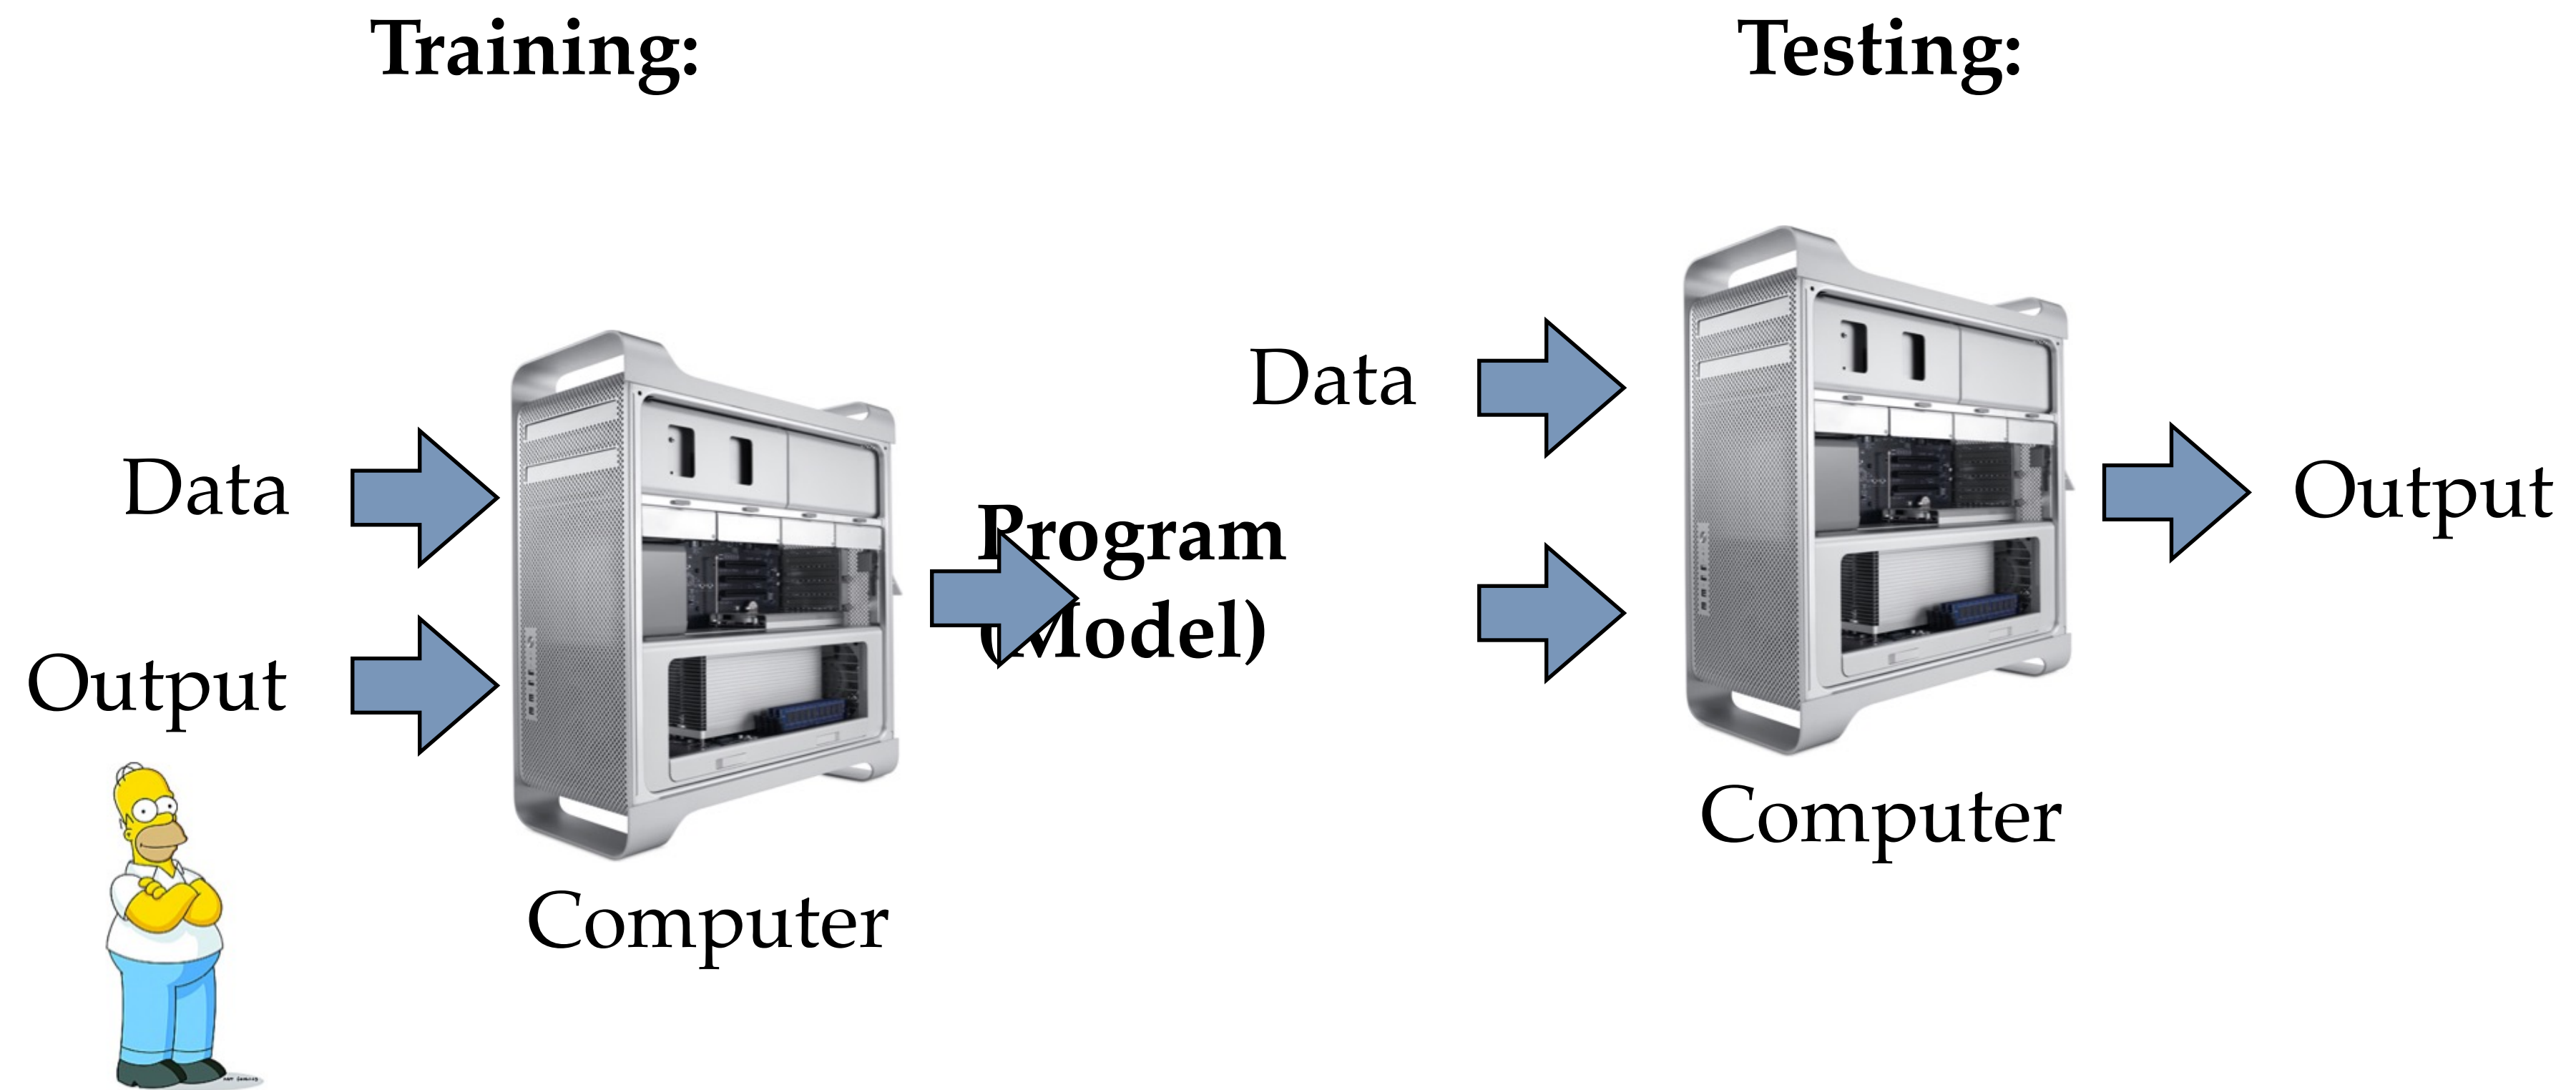 Training:
Testing:
Data
Output
Computer
Program
(Model)
Data
Computer
Output